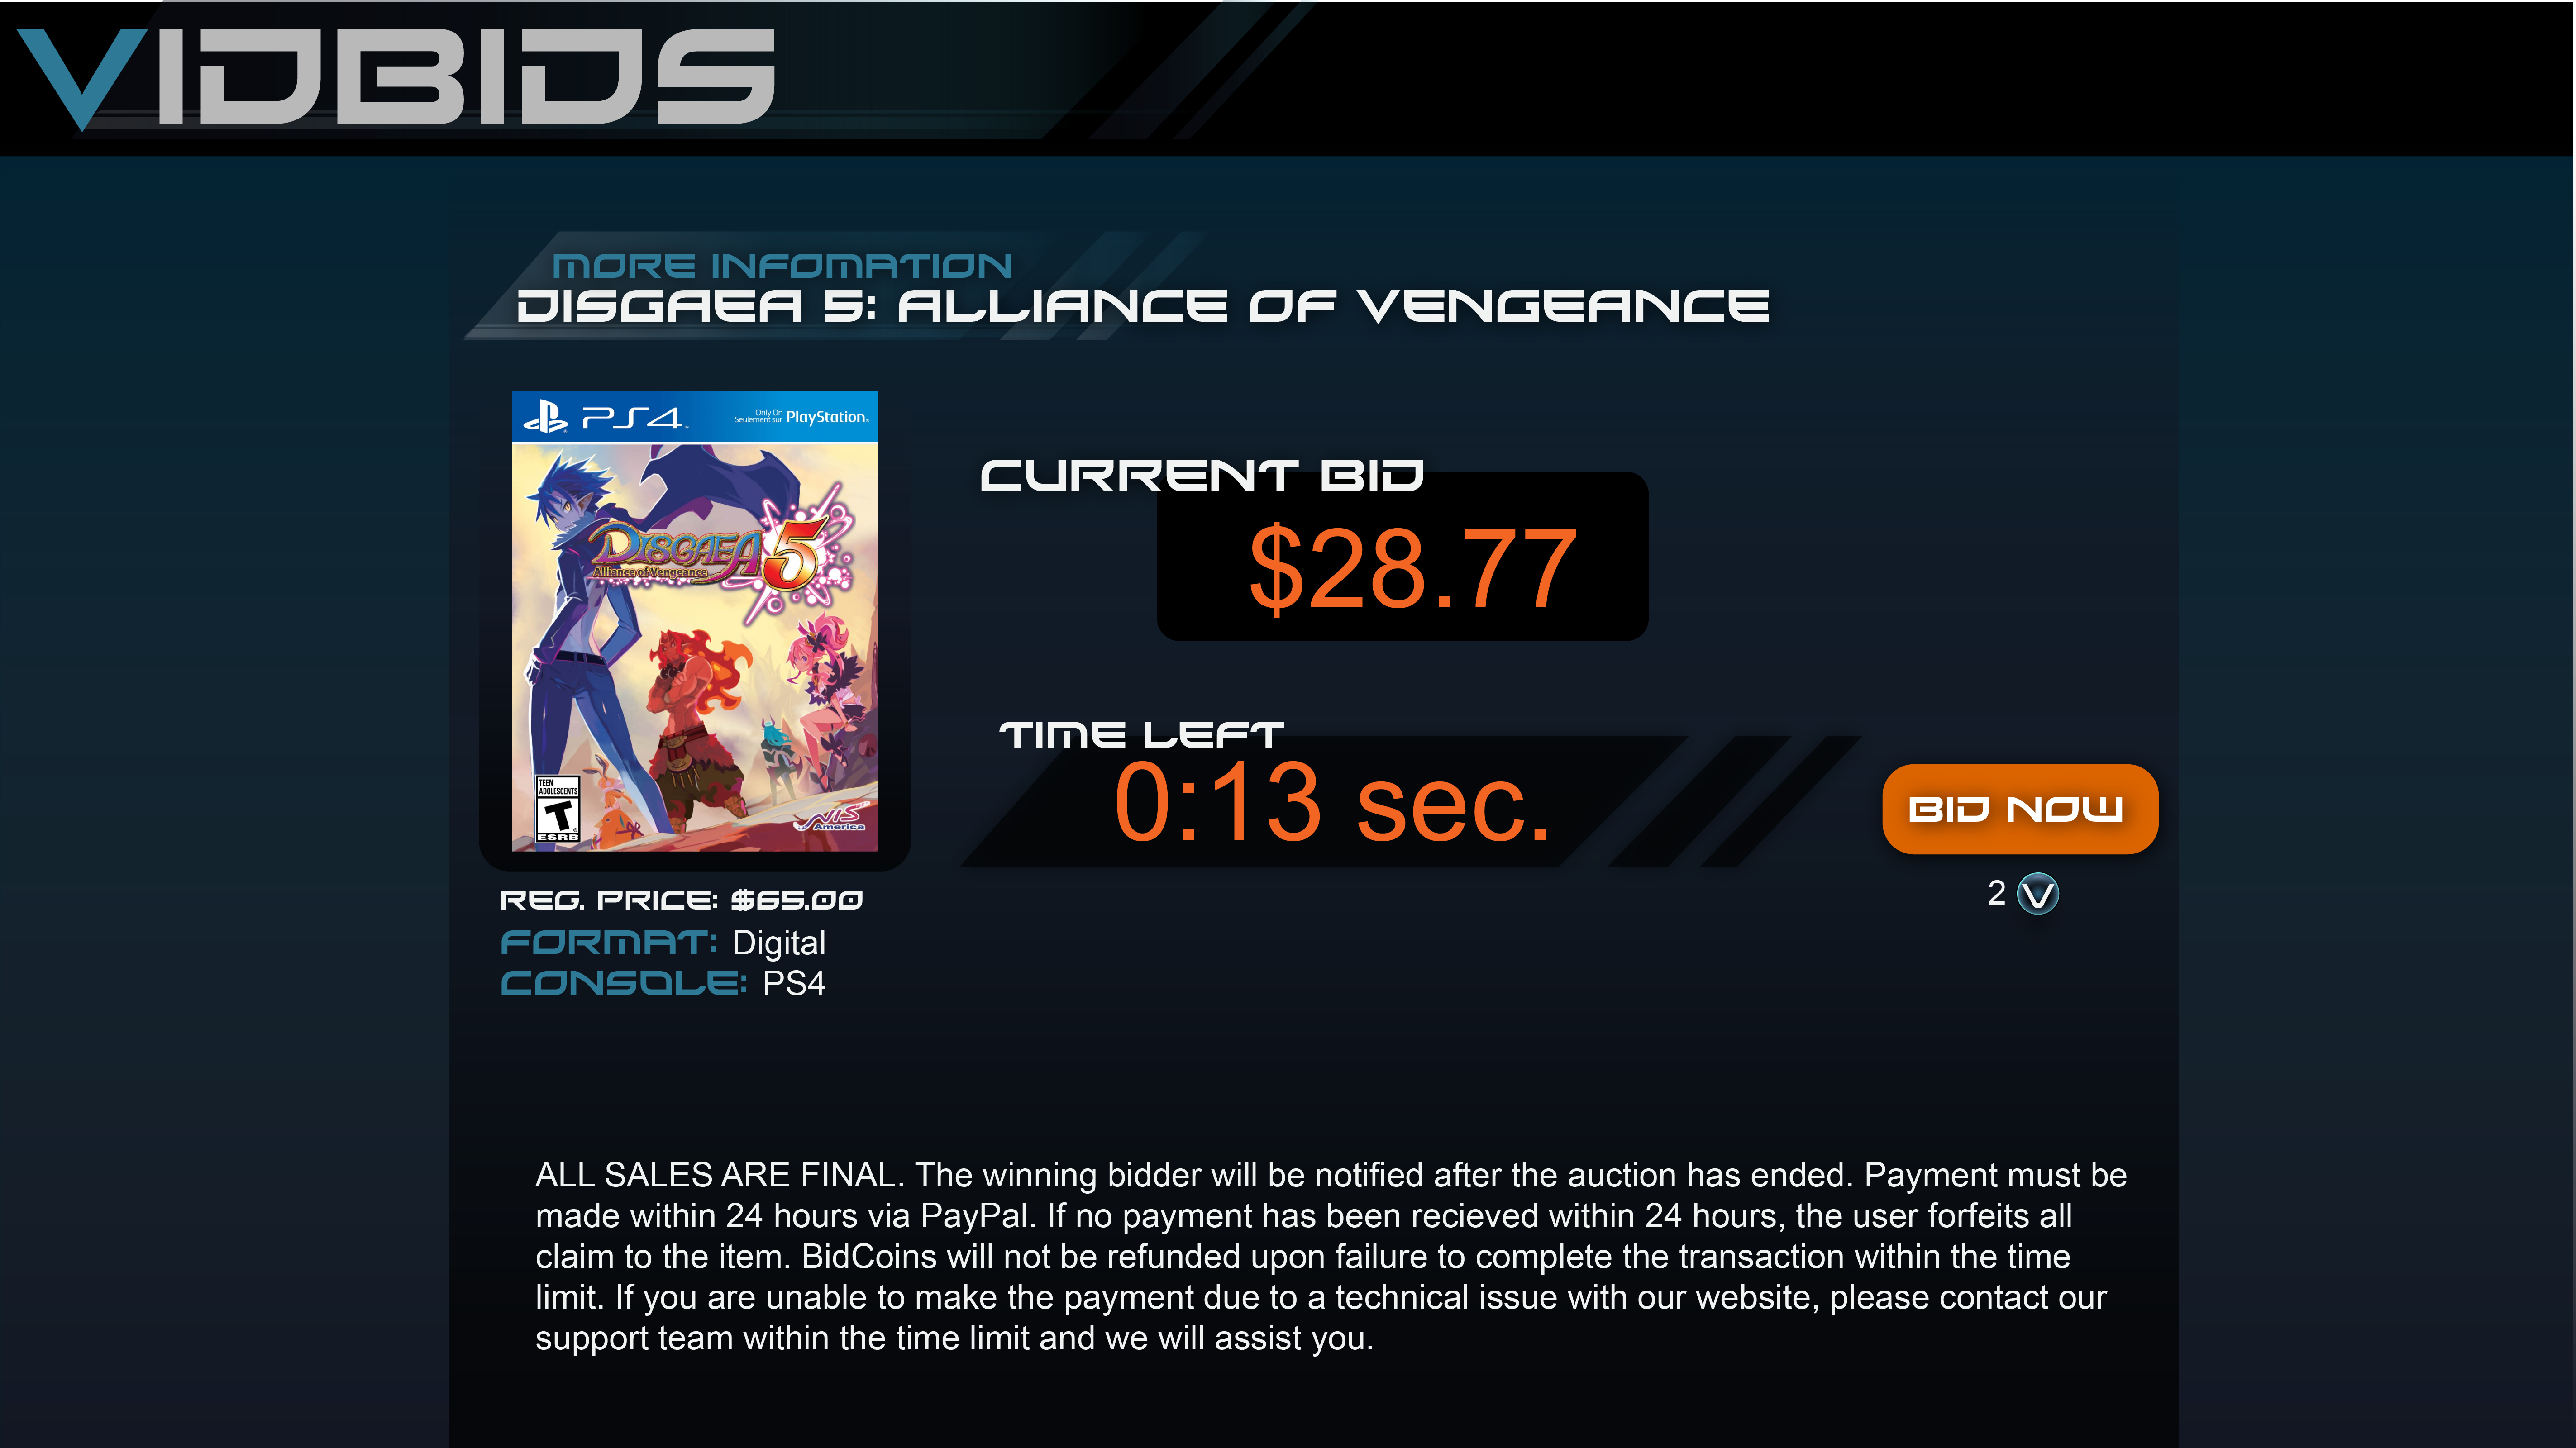 VIDBIDS
MORE INFOMATION
DISGAEA 5: ALLIANCE OF VENGEANCE
PS4™
Only On
Seulement sur
PlayStation®
DISGAEA 5
Alliance of Vengeance
TEEN
ADOLESCENTS
T
ESRB
NIS
America
REG. PRICE: $65.00
FORMAT: Digital
CONSOLE: PS4
CURRENT BID
$28.77
TIME LEFT
0:13 sec.
BID NOW
2 V
ALL SALES ARE FINAL. The winning bidder will be notified after the auction has ended. Payment must be
made within 24 hours via PayPal. If no payment has been recieved within 24 hours, the user forfeits all
claim to the item. BidCoins will not be refunded upon failure to complete the transaction within the time
limit. If you are unable to make the payment due to a technical issue with our website, please contact our
support team within the time limit and we will assist you.